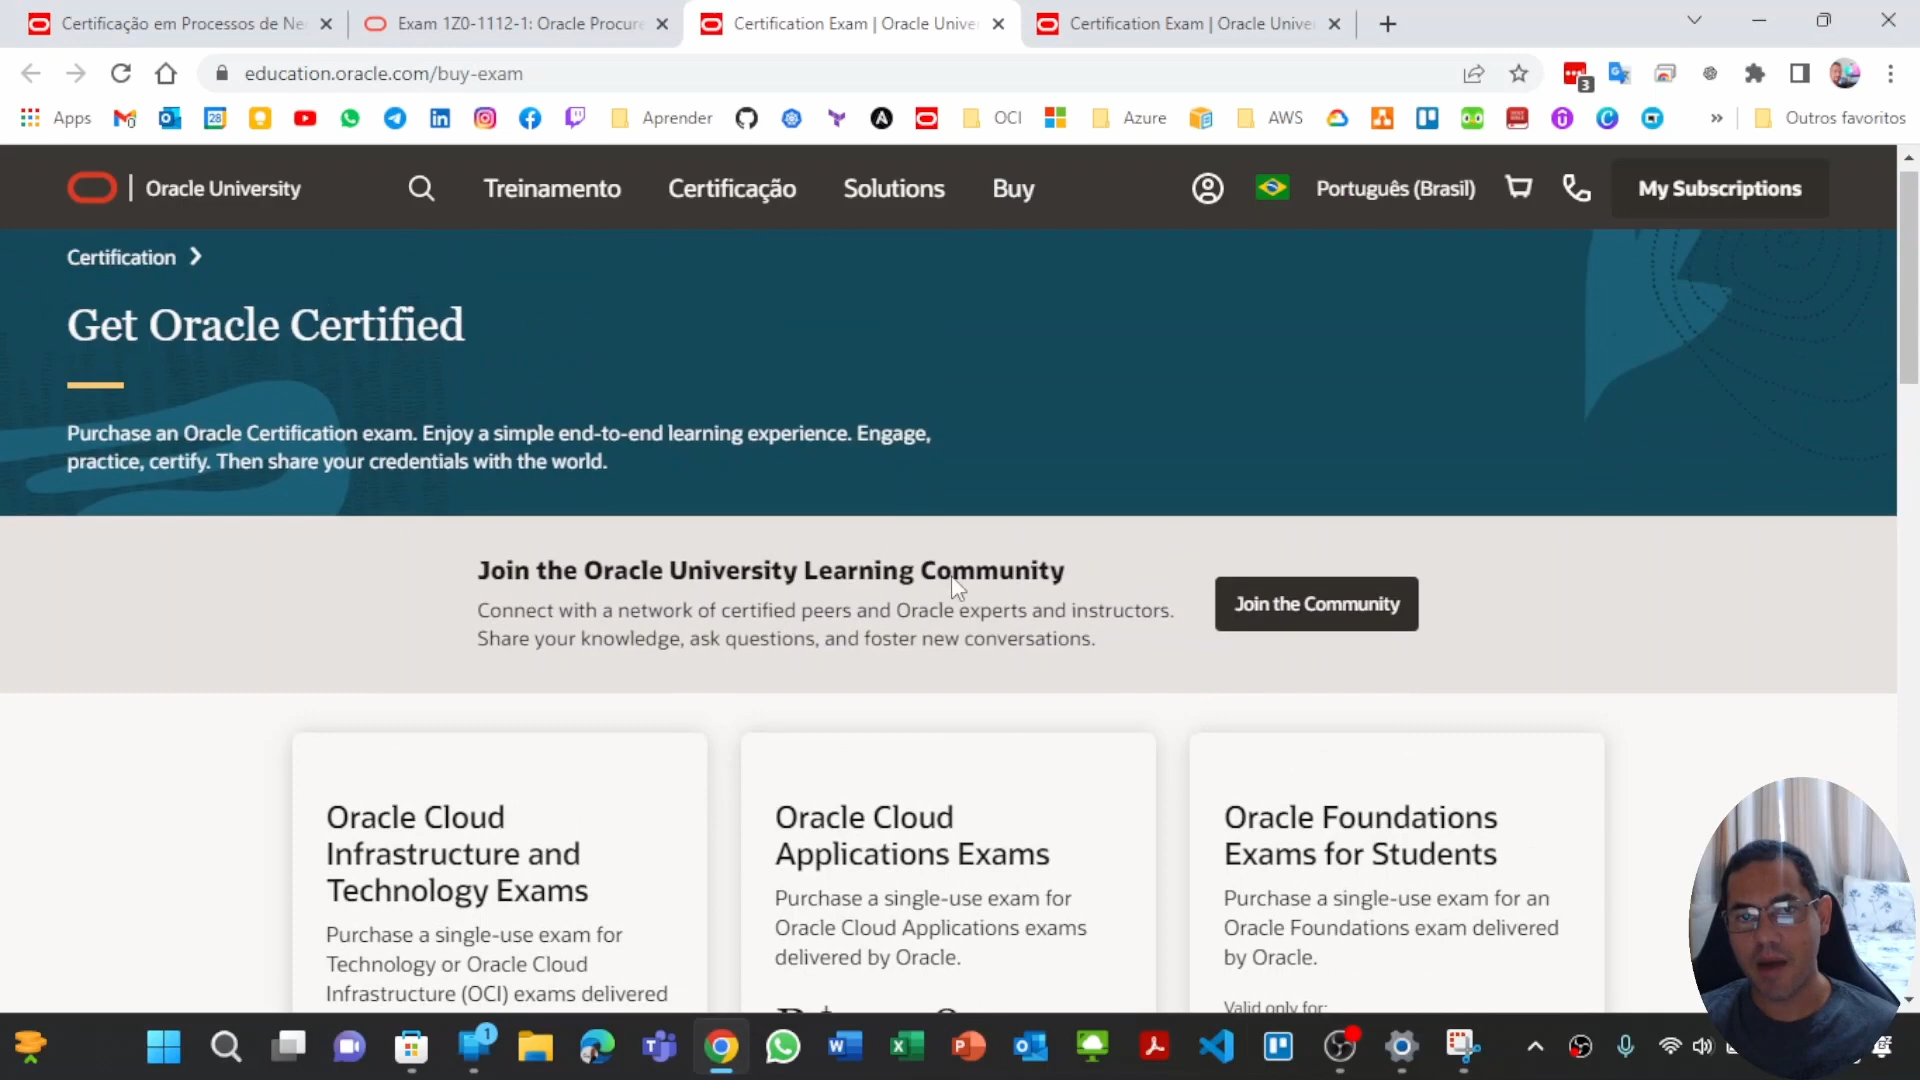 Certificação em Processos de Ne
Exam 1Z0-1112-1: Oracle Procure
Certification Exam | Oracle Unive
Certification Exam | Oracle Unive
education.oracle.com/buy-exam
3
Apps
28
Aprender
OCI
Azure
AWS
»
Outros favoritos
Oracle University
Treinamento
Certificação
Solutions
Buy
Português (Brasil)
My Subscriptions
Certification
Get Oracle Certified
Purchase an Oracle Certification exam. Enjoy a simple end-to-end learning experience. Engage,
practice, certify. Then share your credentials with the world.
Join the Oracle University Learning Community
Connect with a network of certified peers and Oracle experts and instructors.
Share your knowledge, ask questions, and foster new conversations.
Join the Community
Oracle Cloud
Infrastructure and
Technology Exams
Purchase a single-use exam for
Technology or Oracle Cloud
Infrastructure (OCI) exams delivered
Oracle Cloud
Applications Exams
Purchase a single-use exam for
Oracle Cloud Applications exams
delivered by Oracle.
Oracle Foundations
Exams for Students
Purchase a single-use exam for an
Oracle Foundations exam delivered
by Oracle.
Valid only for:
1